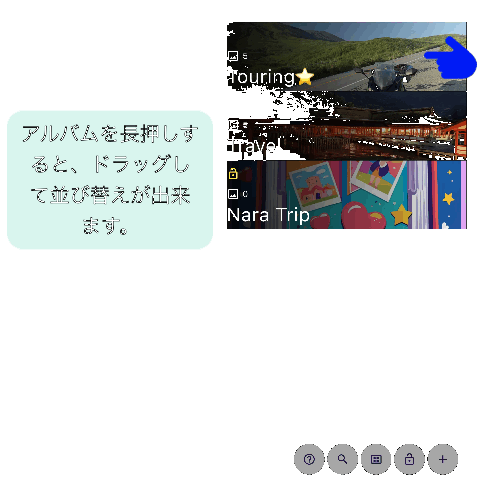 アルバムを長押しす
ると、ドラッグし
て並び替えが出来
ます。
5
Touring⭐
Travel
0
Nara Trip